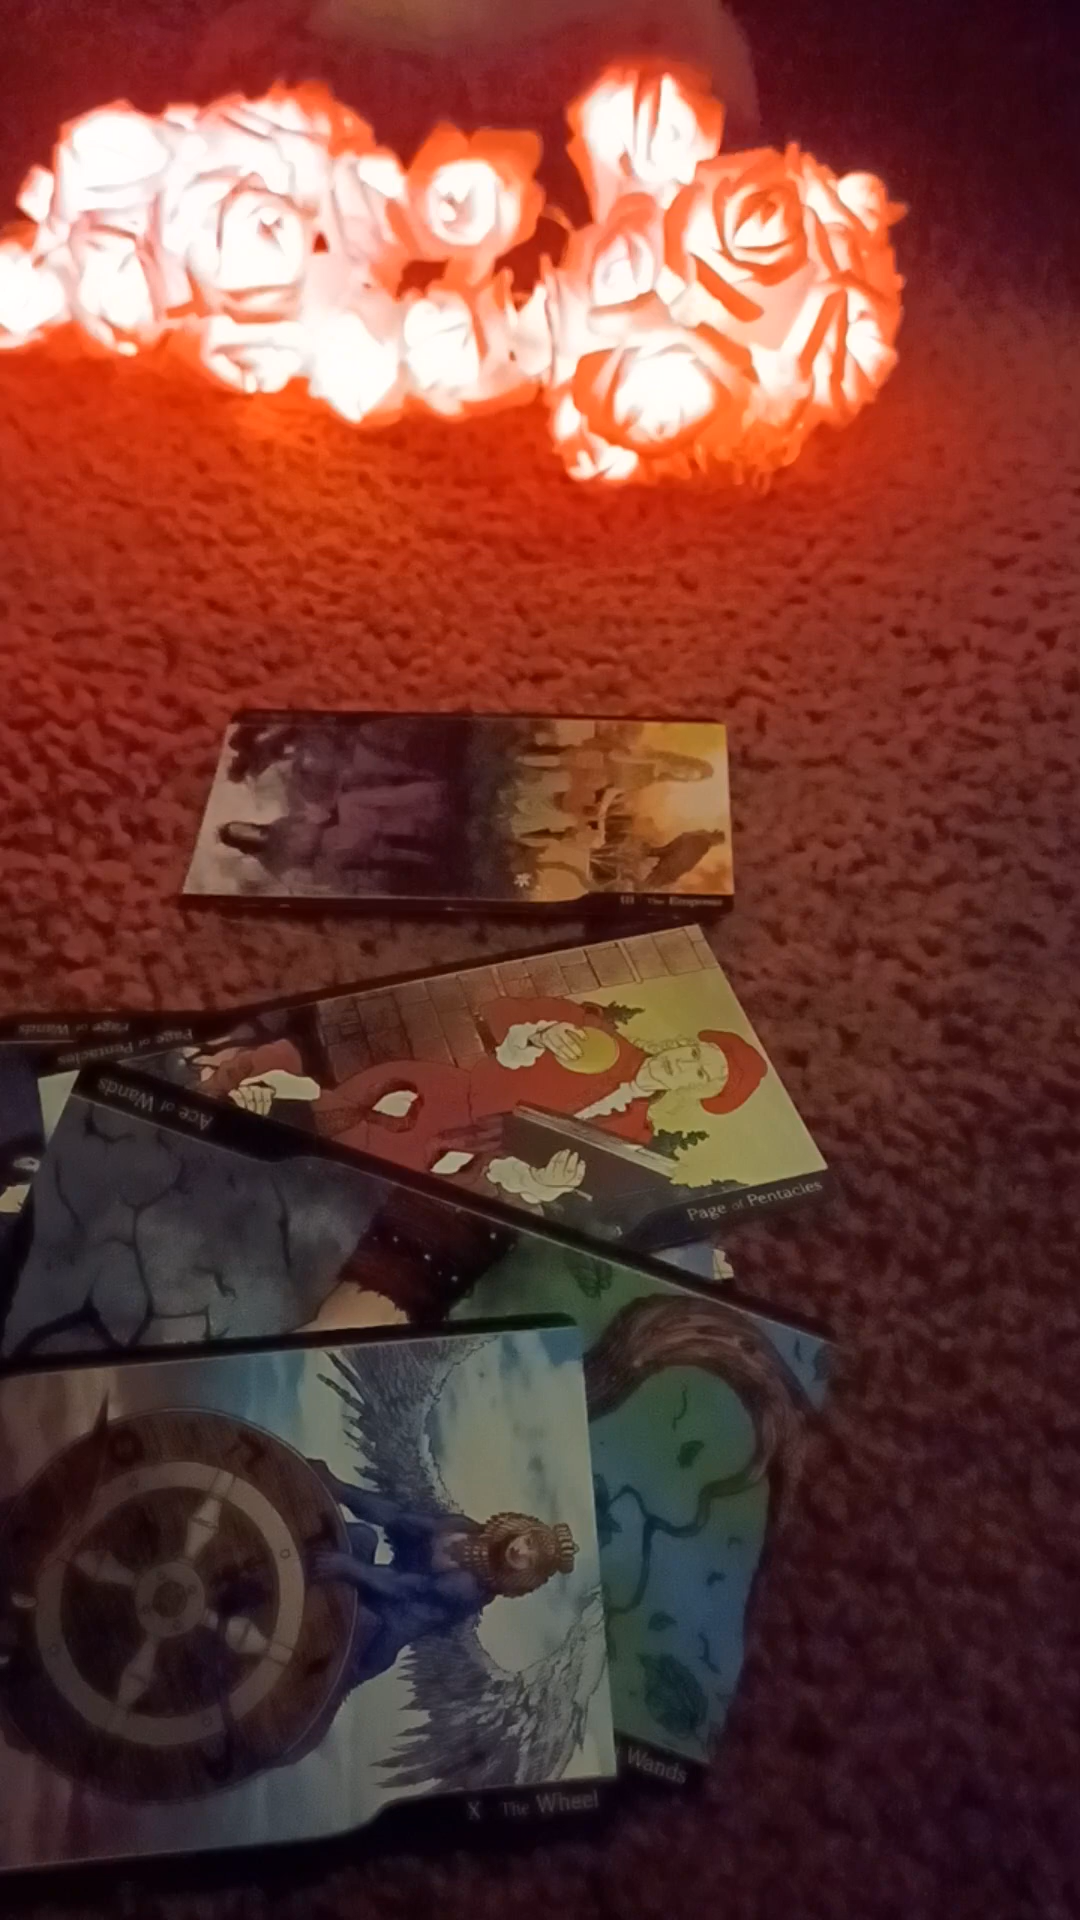 III The Empress
Page of Wands
Page of Pentacles
Ace of Wands
Page of Pentacles
Wands
X The Wheel